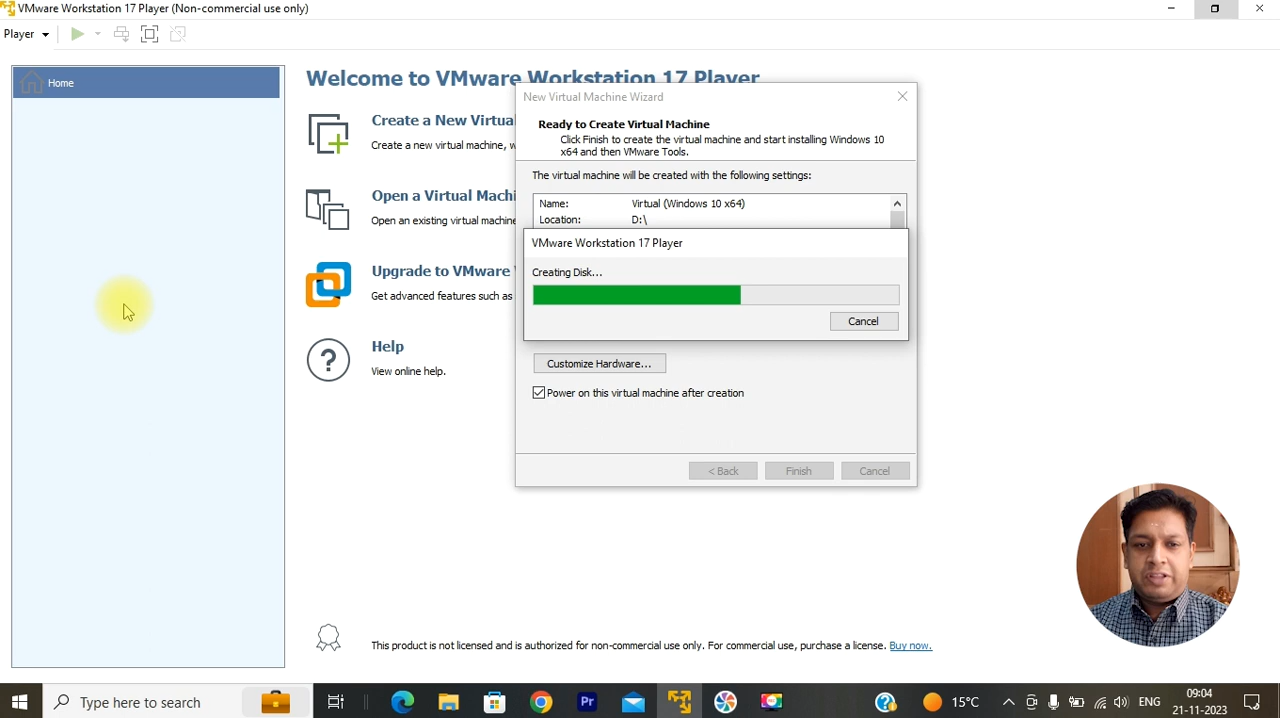 VMware Workstation 17 Player (Non-commercial use only)
Player
Home
Welcome to VMware Workstation 17 Player
Create a New Virtua
Create a new virtual machine, w
Open a Virtual Machi
Open an existing virtual machine
Upgrade to VMware
Get advanced features such as
Help
View online help.
New Virtual Machine Wizard
Ready to Create Virtual Machine
Click Finish to create the virtual machine and start installing Windows 10
x64 and then VMware Tools.
The virtual machine will be created with the following settings:
Name: Virtual (Windows 10 x64)
Location: D:\
VMware Workstation 17 Player
Creating Disk...
Cancel
Customize Hardware...
Power on this virtual machine after creation
< Back Finish Cancel
This product is not licensed and is authorized for non-commercial use only. For commercial use, purchase a license. Buy now.
Type here to search
Pr
15°C
ENG
09:04
21-11-2023